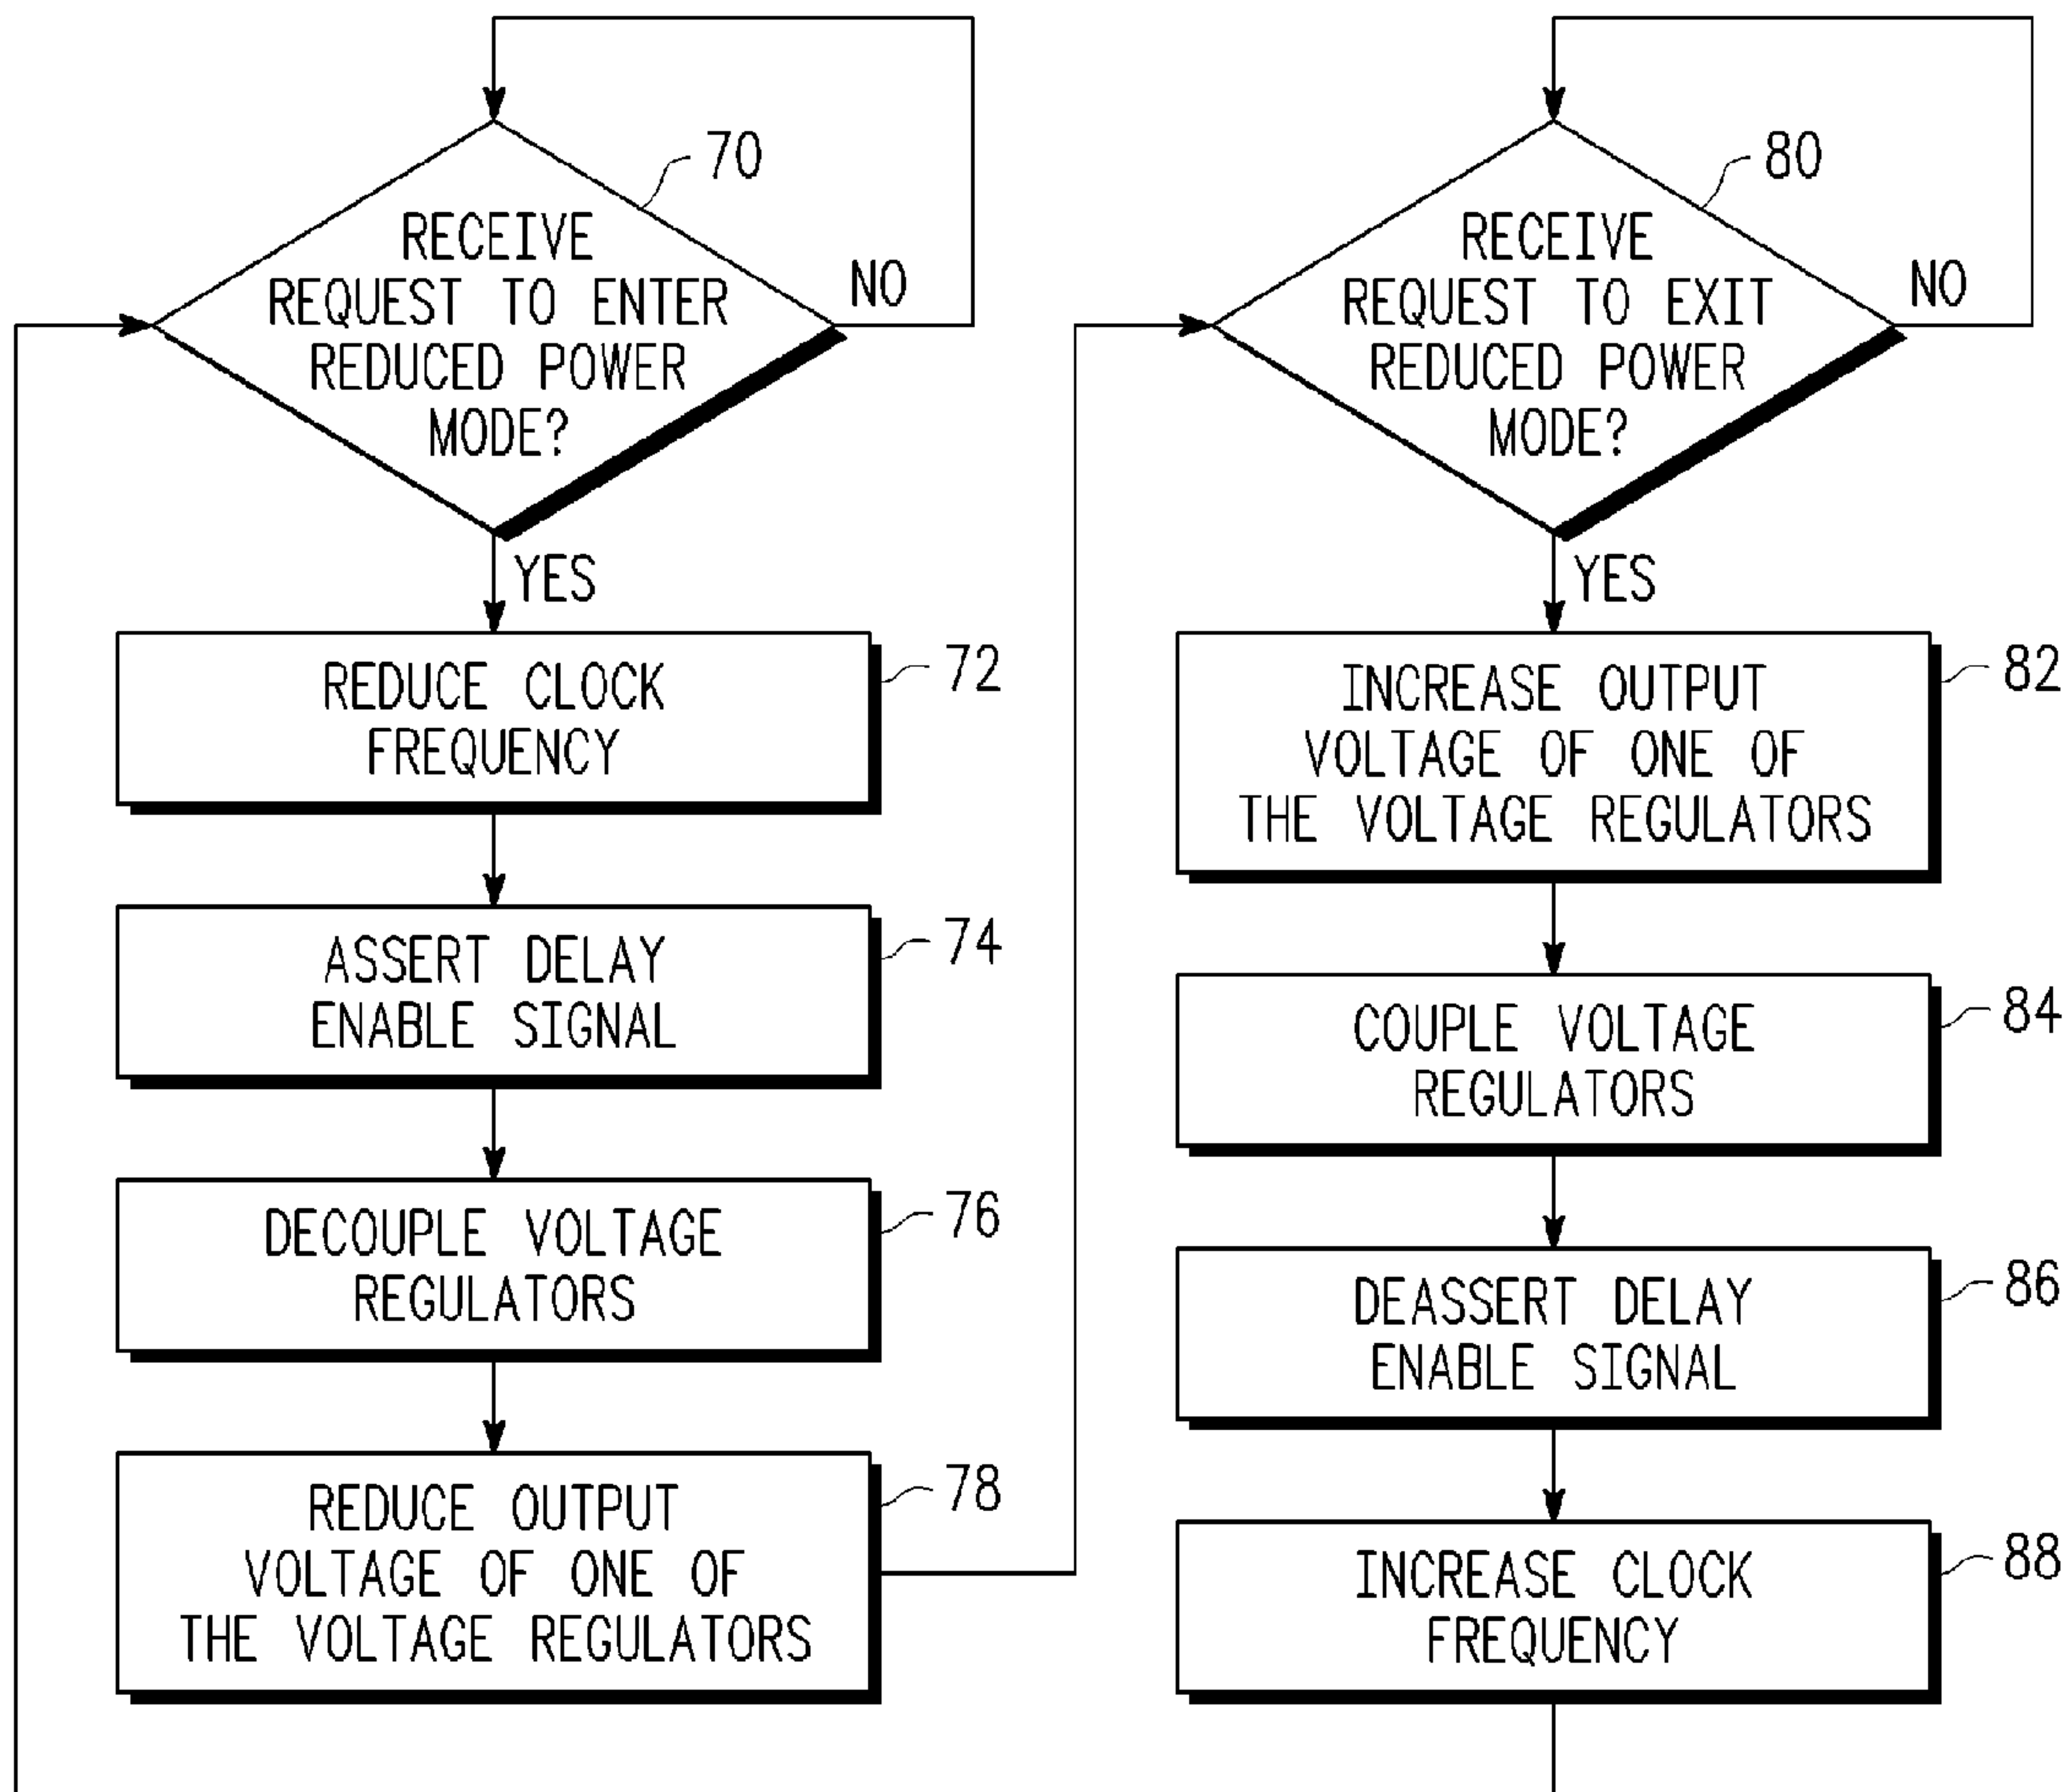 70
RECEIVE
REQUEST TO ENTER
REDUCED POWER
MODE?
NO
YES
REDUCE CLOCK
FREQUENCY
72
ASSERT DELAY
ENABLE SIGNAL
74
DECOUPLE VOLTAGE
REGULATORS
76
REDUCE OUTPUT
VOLTAGE OF ONE OF
THE VOLTAGE REGULATORS
78
80
RECEIVE
REQUEST TO EXIT
REDUCED POWER
MODE?
NO
YES
INCREASE OUTPUT
VOLTAGE OF ONE OF
THE VOLTAGE REGULATORS
82
COUPLE VOLTAGE
REGULATORS
84
DEASSERT DELAY
ENABLE SIGNAL
86
INCREASE CLOCK
FREQUENCY
88